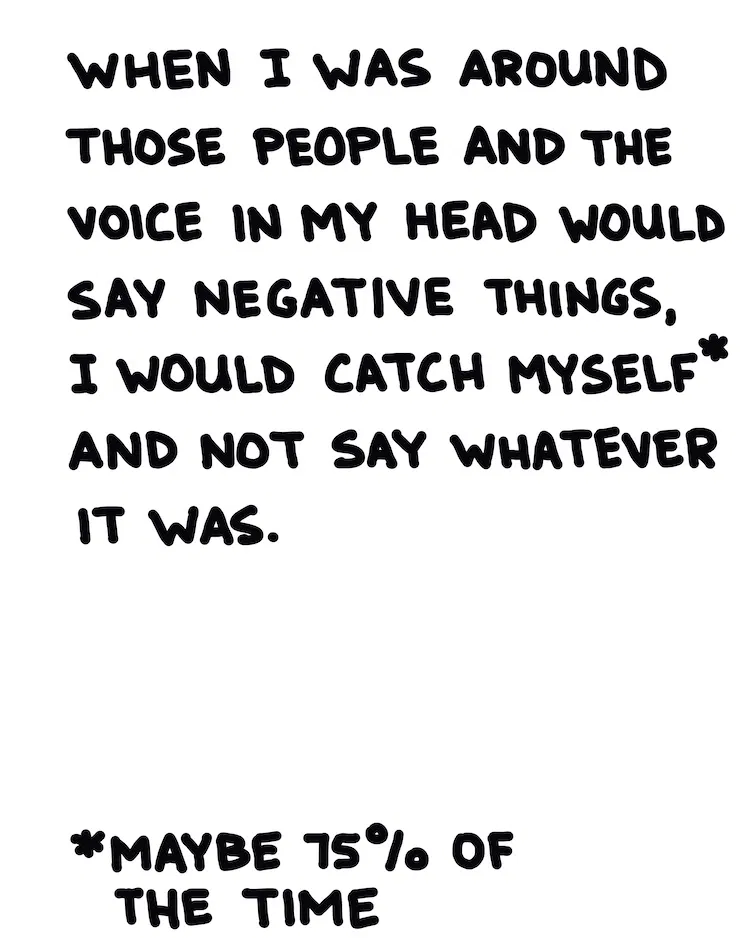 WHEN I WAS AROUND
THOSE PEOPLE AND THE
VOICE IN MY HEAD WOULD
SAY NEGATIVE THINGS,
I WOULD CATCH MYSELF*
AND NOT SAY WHATEVER
IT WAS.
*MAYBE 75% OF
THE TIME